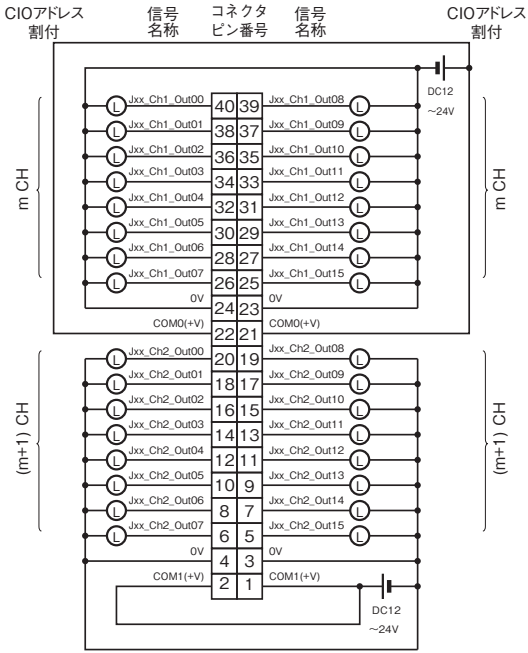 CIOアドレス
割付
信号
名称
コネクタ
ピン番号
信号
名称
CIOアドレス
割付
DC12
～24V
m CH
m CH
L Jxx_Ch1_Out00 40 39 Jxx_Ch1_Out08 L
L Jxx_Ch1_Out01 38 37 Jxx_Ch1_Out09 L
L Jxx_Ch1_Out02 36 35 Jxx_Ch1_Out10 L
L Jxx_Ch1_Out03 34 33 Jxx_Ch1_Out11 L
L Jxx_Ch1_Out04 32 31 Jxx_Ch1_Out12 L
L Jxx_Ch1_Out05 30 29 Jxx_Ch1_Out13 L
L Jxx_Ch1_Out06 28 27 Jxx_Ch1_Out14 L
L Jxx_Ch1_Out07 26 25 Jxx_Ch1_Out15 L
0V 24 23 0V
COM0(+V) 22 21 COM0(+V)
(m+1) CH
(m+1) CH
L Jxx_Ch2_Out00 20 19 Jxx_Ch2_Out08 L
L Jxx_Ch2_Out01 18 17 Jxx_Ch2_Out09 L
L Jxx_Ch2_Out02 16 15 Jxx_Ch2_Out10 L
L Jxx_Ch2_Out03 14 13 Jxx_Ch2_Out11 L
L Jxx_Ch2_Out04 12 11 Jxx_Ch2_Out12 L
L Jxx_Ch2_Out05 10 9 Jxx_Ch2_Out13 L
L Jxx_Ch2_Out06 8 7 Jxx_Ch2_Out14 L
L Jxx_Ch2_Out07 6 5 Jxx_Ch2_Out15 L
0V 4 3 0V
COM1(+V) 2 1 COM1(+V)
DC12
～24V